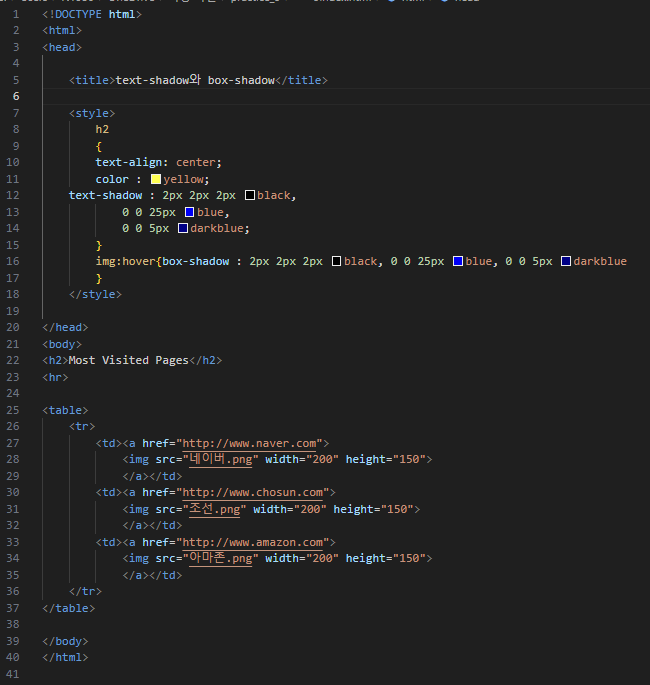 1 <!DOCTYPE html>
2 <html>
3 <head>
4
5 <title>text-shadow와 box-shadow</title>
6
7 <style>
8 h2
9 {
10 text-align: center;
11 color : yellow;
12 text-shadow : 2px 2px 2px black,
13 0 0 25px blue,
14 0 0 5px darkblue;
15 }
16 img:hover{box-shadow : 2px 2px 2px black, 0 0 25px blue, 0 0 5px darkblue
17 }
18 </style>
19
20 </head>
21 <body>
22 <h2>Most Visited Pages</h2>
23 <hr>
24
25 <table>
26 <tr>
27 <td><a href="http://www.naver.com">
28 <img src="네이버.png" width="200" height="150">
29 </a></td>
30 <td><a href="http://www.chosun.com">
31 <img src="조선.png" width="200" height="150">
32 </a></td>
33 <td><a href="http://www.amazon.com">
34 <img src="아마존.png" width="200" height="150">
35 </a></td>
36 </tr>
37 </table>
38
39 </body>
40 </html>
41